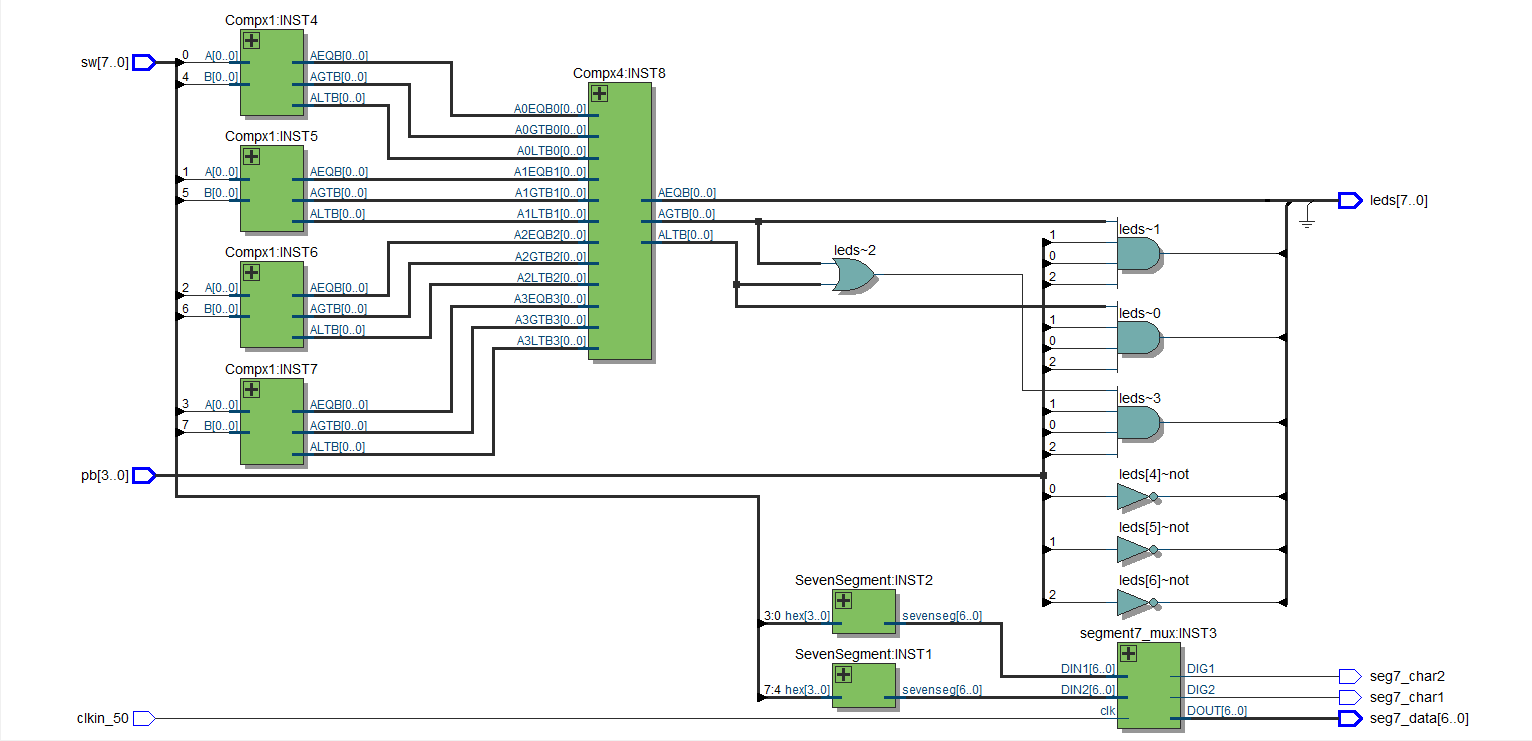 Compx1:INST4
sw[7..0]
0 A[0..0] AEQB[0..0]
4 B[0..0] AGTB[0..0]
ALTB[0..0]
Compx1:INST5
1 A[0..0] AEQB[0..0]
5 B[0..0] AGTB[0..0]
ALTB[0..0]
Compx1:INST6
2 A[0..0] AEQB[0..0]
6 B[0..0] AGTB[0..0]
ALTB[0..0]
Compx1:INST7
3 A[0..0] AEQB[0..0]
7 B[0..0] AGTB[0..0]
ALTB[0..0]
pb[3..0]
Compx4:INST8
A0EQB0[0..0]
A0GTB0[0..0]
A0LTB0[0..0]
A1EQB1[0..0]
A1GTB1[0..0]
A1LTB1[0..0]
A2EQB2[0..0]
A2GTB2[0..0]
A2LTB2[0..0]
A3EQB3[0..0]
A3GTB3[0..0]
A3LTB3[0..0]
AEQB[0..0]
AGTB[0..0]
ALTB[0..0]
leds~2
leds[7..0]
leds~1
1
0
2
leds~0
1
0
2
leds~3
1
0
2
leds[4]~not
0
leds[5]~not
1
leds[6]~not
2
SevenSegment:INST2
3:0 hex[3..0] sevenseg[6..0]
SevenSegment:INST1
7:4 hex[3..0] sevenseg[6..0]
segment7_mux:INST3
DIN1[6..0] DIG1
DIN2[6..0] DIG2
clk DOUT[6..0]
seg7_char2
seg7_char1
seg7_data[6..0]
clkin_50